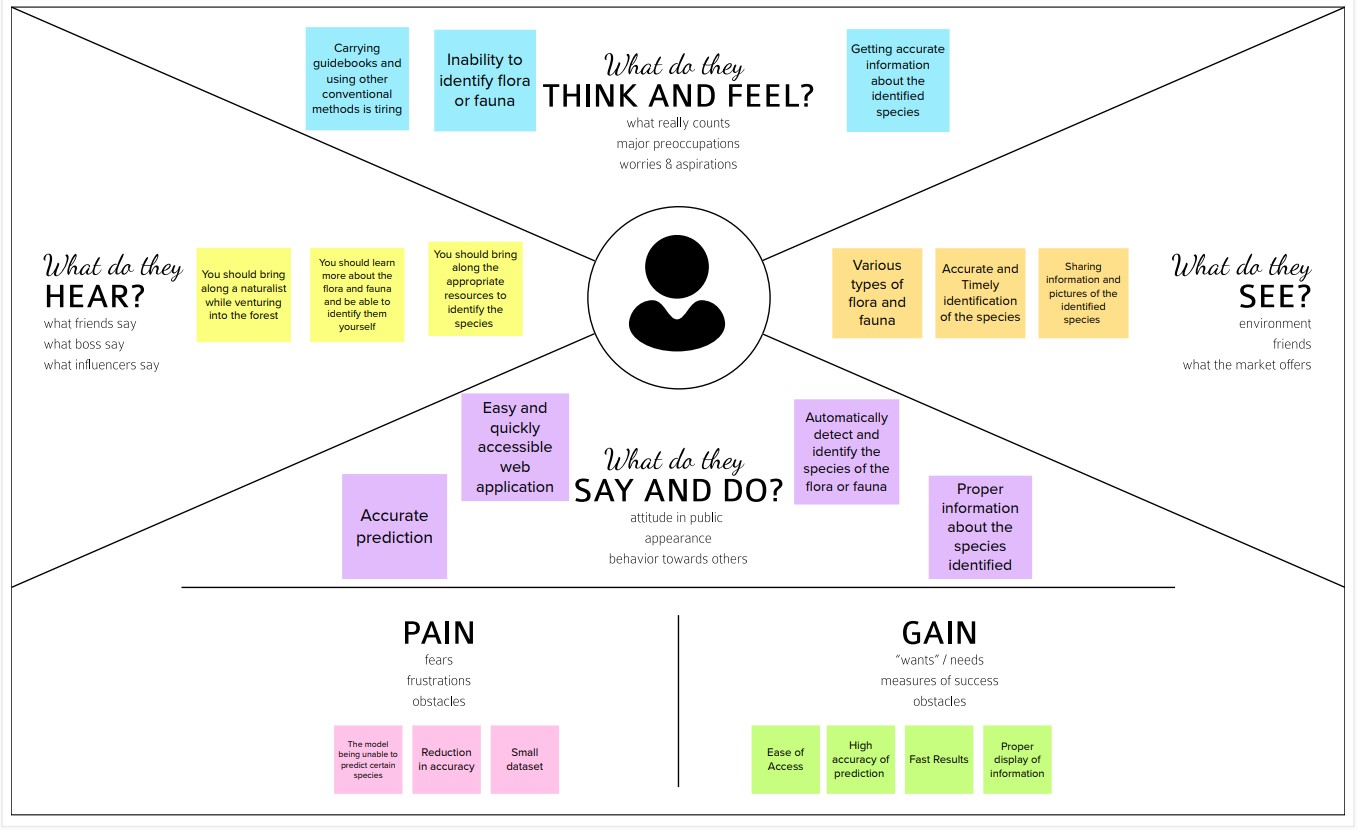 Carrying
guidebooks and
using other
conventional
methods is tiring
Inability to
identify flora
or fauna
What do they
THINK AND FEEL?
what really counts
major preoccupations
worries & aspirations
Getting accurate
information
about the
identified
species
What do they
HEAR?
what friends say
what boss say
what influencers say
You should bring
along a naturalist
while venturing
into the forest
You should learn
more about the
flora and fauna
and be able to
identify them
yourself
You should bring
along the
appropriate
resources to
identify the
species
Various
types of
flora and
fauna
Accurate and
Timely
identification
of the species
Sharing
information and
pictures of the
identified
species
What do they
SEE?
environment
friends
what the market offers
Accurate
prediction
Easy and
quickly
accessible
web
application
What do they
SAY AND DO?
attitude in public
appearance
behavior towards others
Automatically
detect and
identify the
species of the
flora or fauna
Proper
information
about the
species
identified
PAIN
fears
frustrations
obstacles
The model
being unable to
predict certain
species
Reduction
in accuracy
Small
dataset
GAIN
“wants” / needs
measures of success
obstacles
Ease of
Access
High
accuracy of
prediction
Fast Results
Proper
display of
information